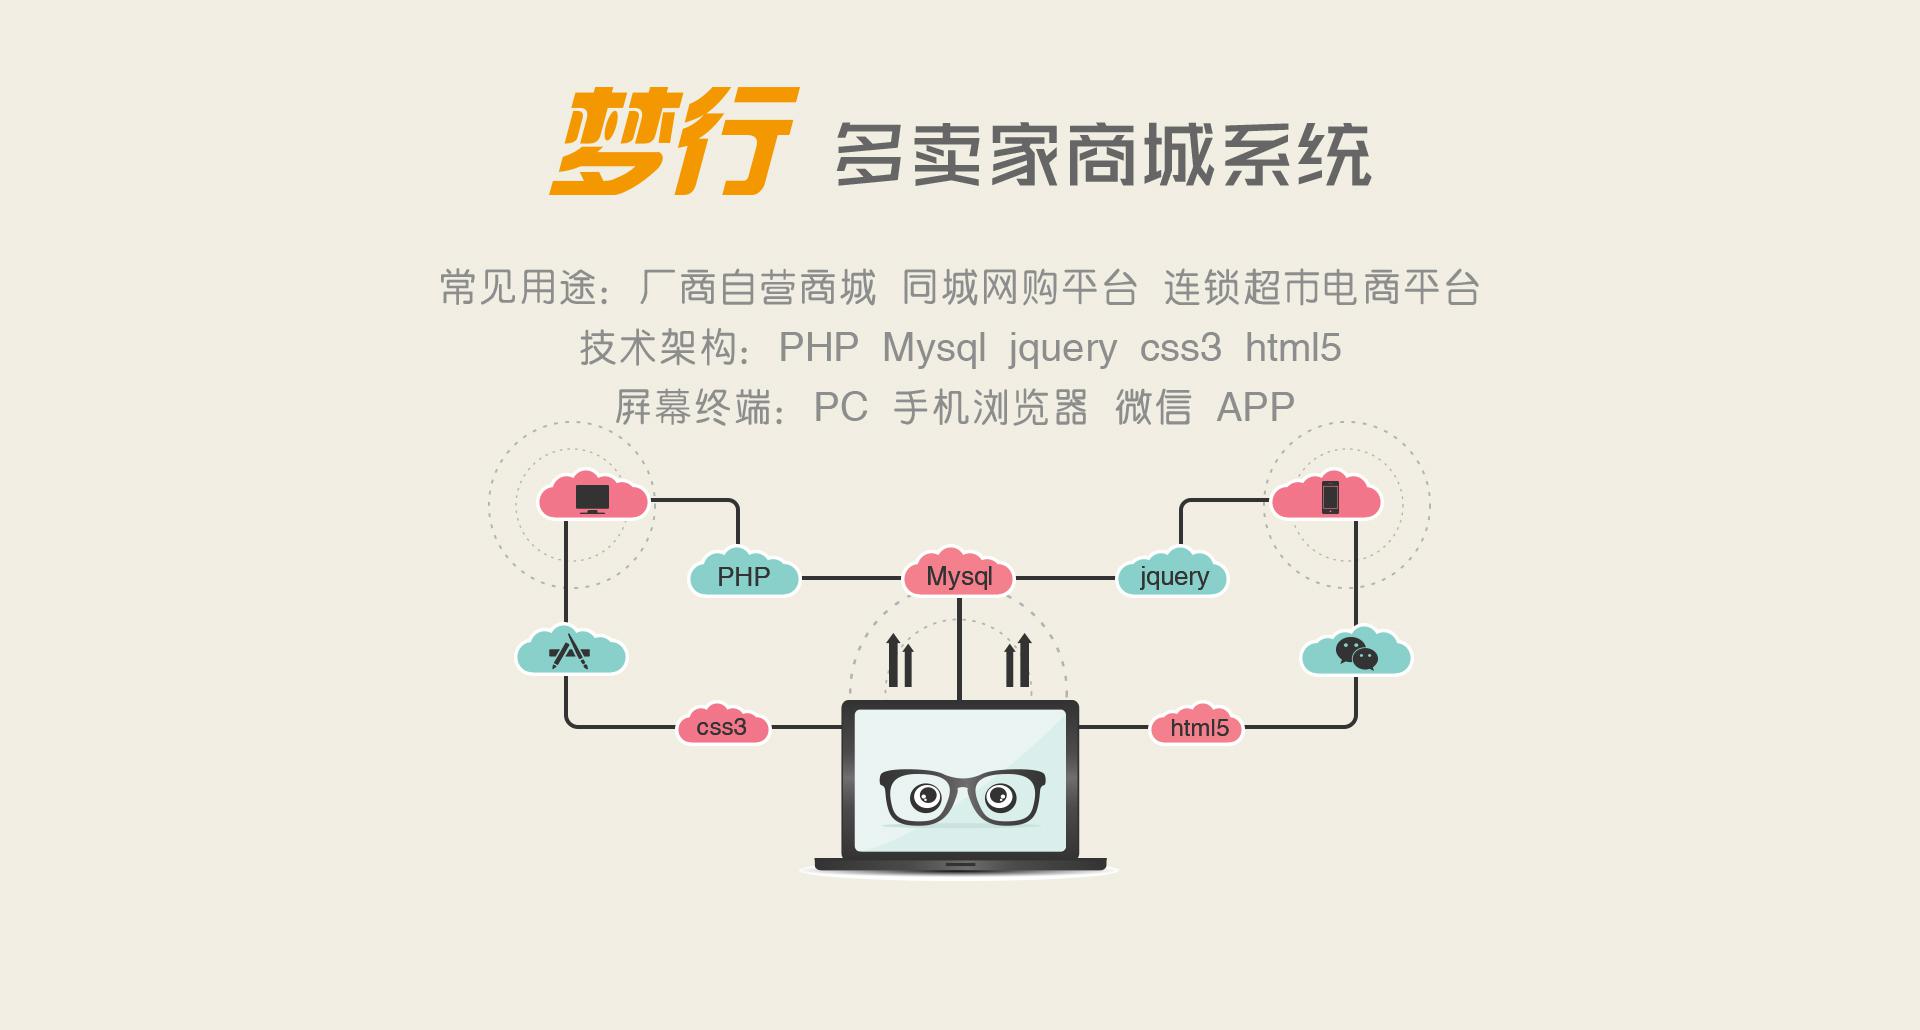 梦行 多卖家商城系统
常见用途：厂商自营商城 同城网购平台 连锁超市电商平台
技术架构：PHP Mysql jquery css3 html5
屏幕终端：PC 手机浏览器 微信 APP
PHP
Mysql
jquery
css3
html5